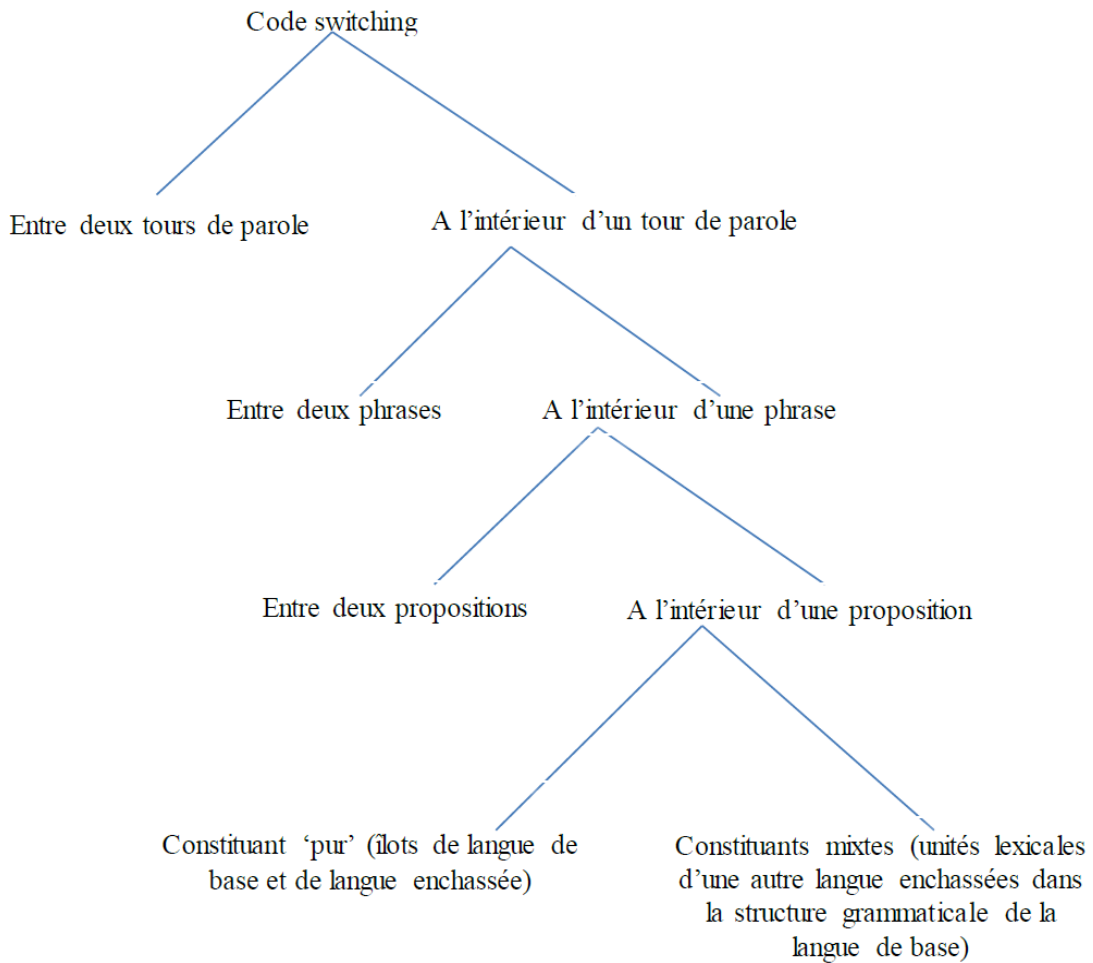 Code switching
Entre deux tours de parole
A l’intérieur d’un tour de parole
Entre deux phrases
A l’intérieur d’une phrase
Entre deux propositions
A l’intérieur d’une proposition
Constituant ‘pur’ (îlots de langue de
base et de langue enchassée)
Constituants mixtes (unités lexicales
d’une autre langue enchassées dans
la structure grammaticale de la
langue de base)